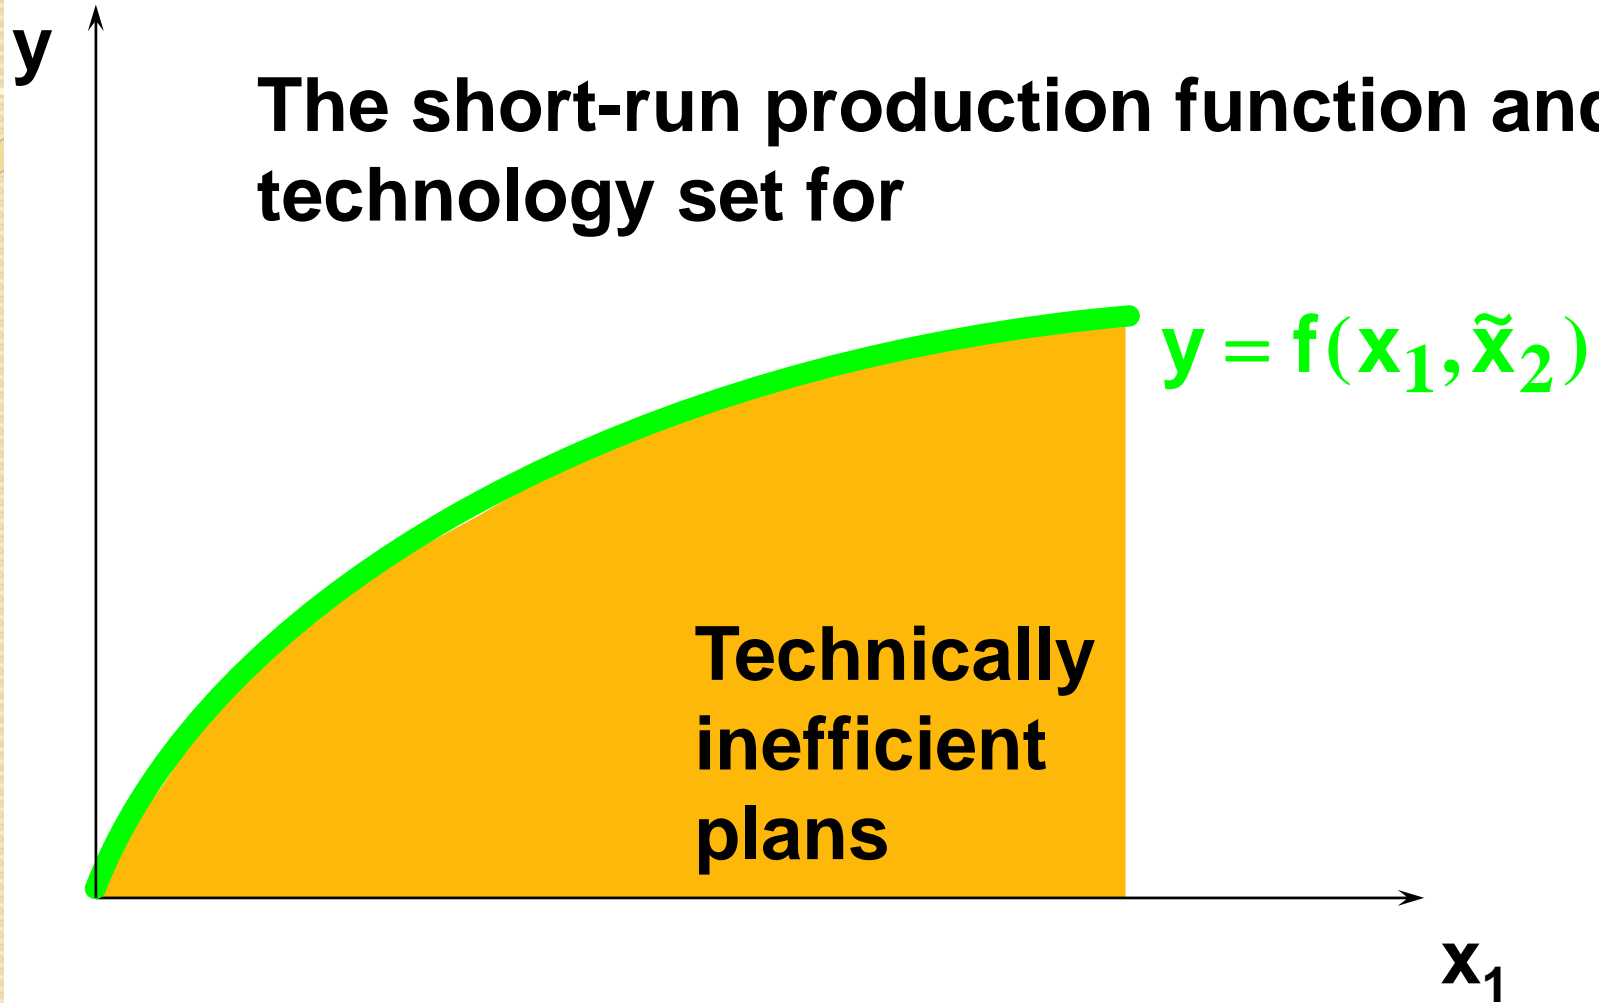 y
The short-run production function and
technology set for
y = f(x₁, x̃₂)
Technically
inefficient
plans
x₁